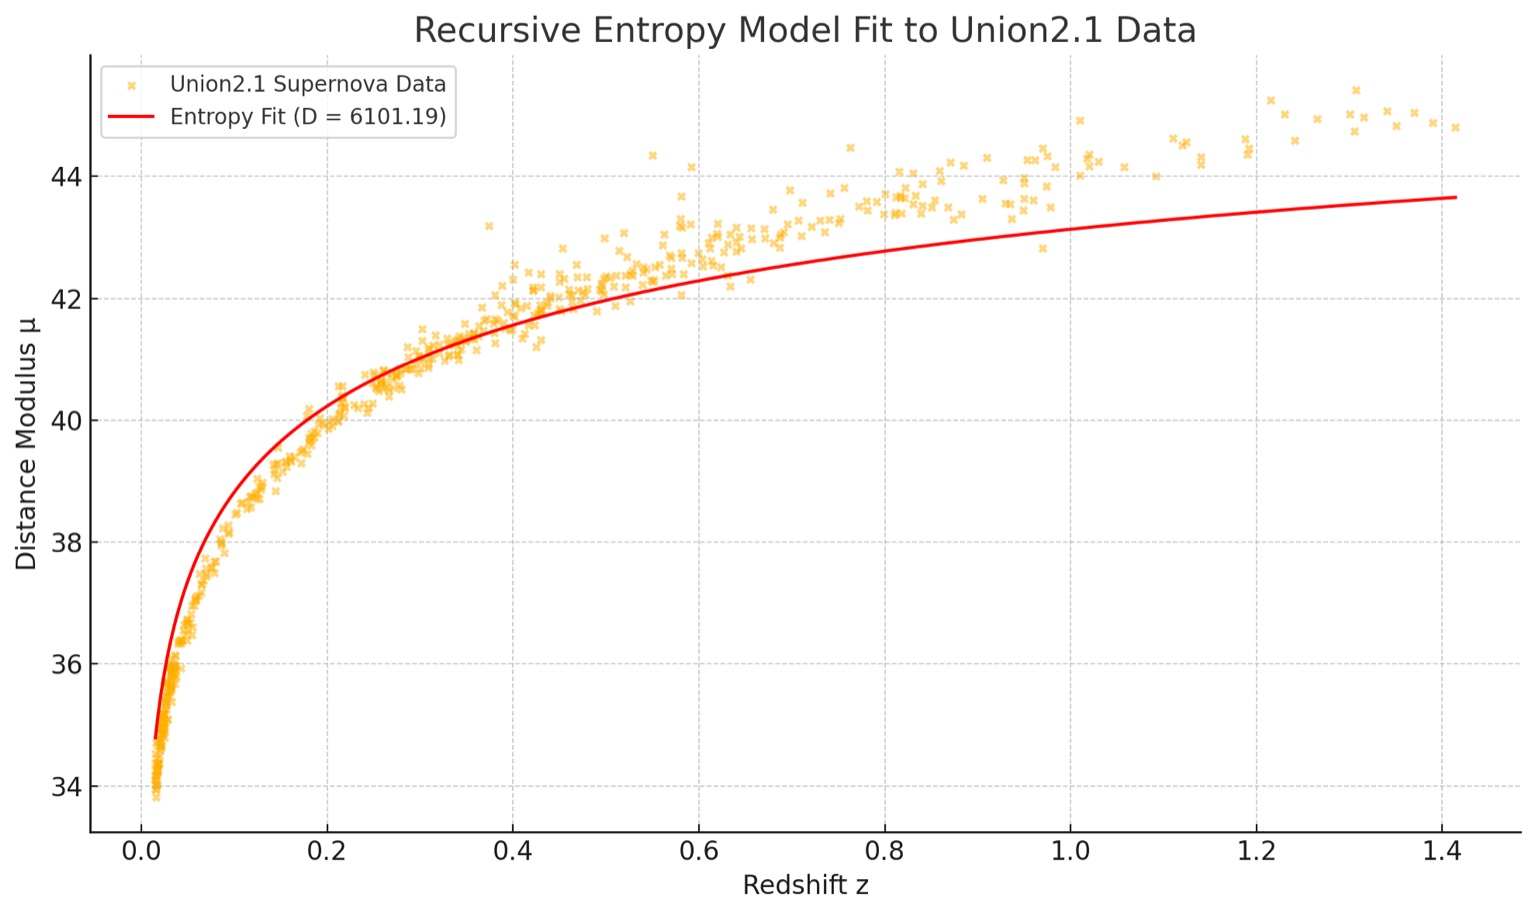 Recursive Entropy Model Fit to Union2.1 Data
Union2.1 Supernova Data
Entropy Fit (D = 6101.19)
Distance Modulus μ
44
42
40
38
36
34
0.0 0.2 0.4 0.6 0.8 1.0 1.2 1.4
Redshift z